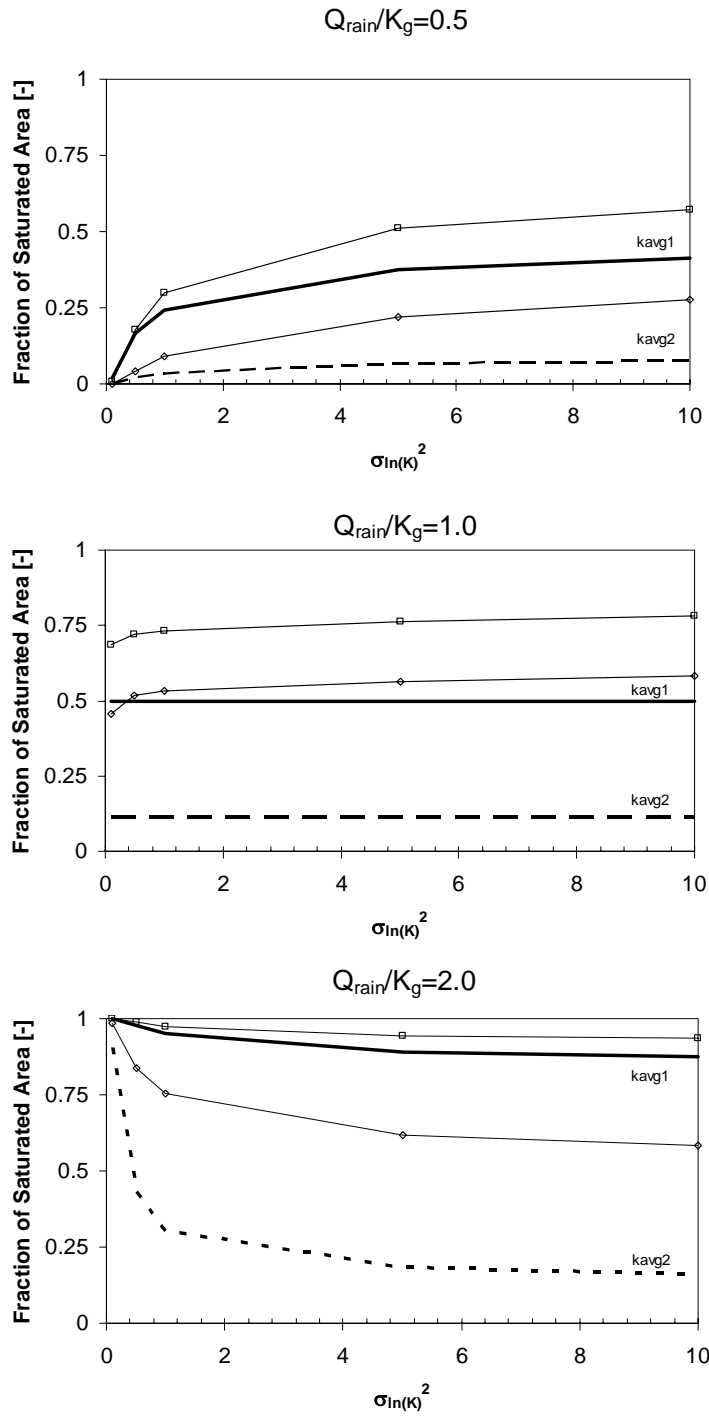 Q_rain/K_g=0.5
Fraction of Saturated Area [-]
1
0.75
0.5
0.25
0
kavg1
kavg2
0 2 4 6 8 10
σ_ln(K)^2
Q_rain/K_g=1.0
Fraction of Saturated Area [-]
1
0.75
0.5
0.25
0
kavg1
kavg2
0 2 4 6 8 10
σ_ln(K)^2
Q_rain/K_g=2.0
Fraction of Saturated Area [-]
1
0.75
0.5
0.25
0
kavg1
kavg2
0 2 4 6 8 10
σ_ln(K)^2